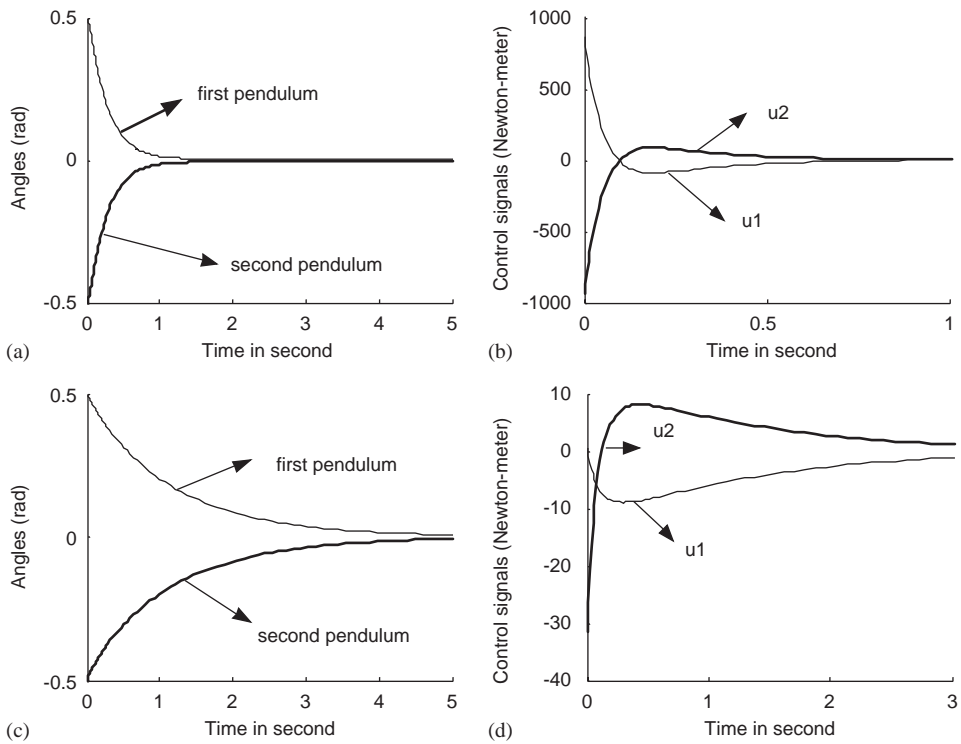 0.5
0
-0.5
Angles (rad)
first pendulum
second pendulum
0 1 2 3 4 5
Time in second
(a)
1000
500
0
-500
-1000
Control signals (Newton-meter)
u2
u1
0 0.5 1
Time in second
(b)
0.5
0
-0.5
Angles (rad)
first pendulum
second pendulum
0 1 2 3 4 5
Time in second
(c)
10
0
-10
-20
-30
-40
Control signals (Newton-meter)
u2
u1
0 1 2 3
Time in second
(d)